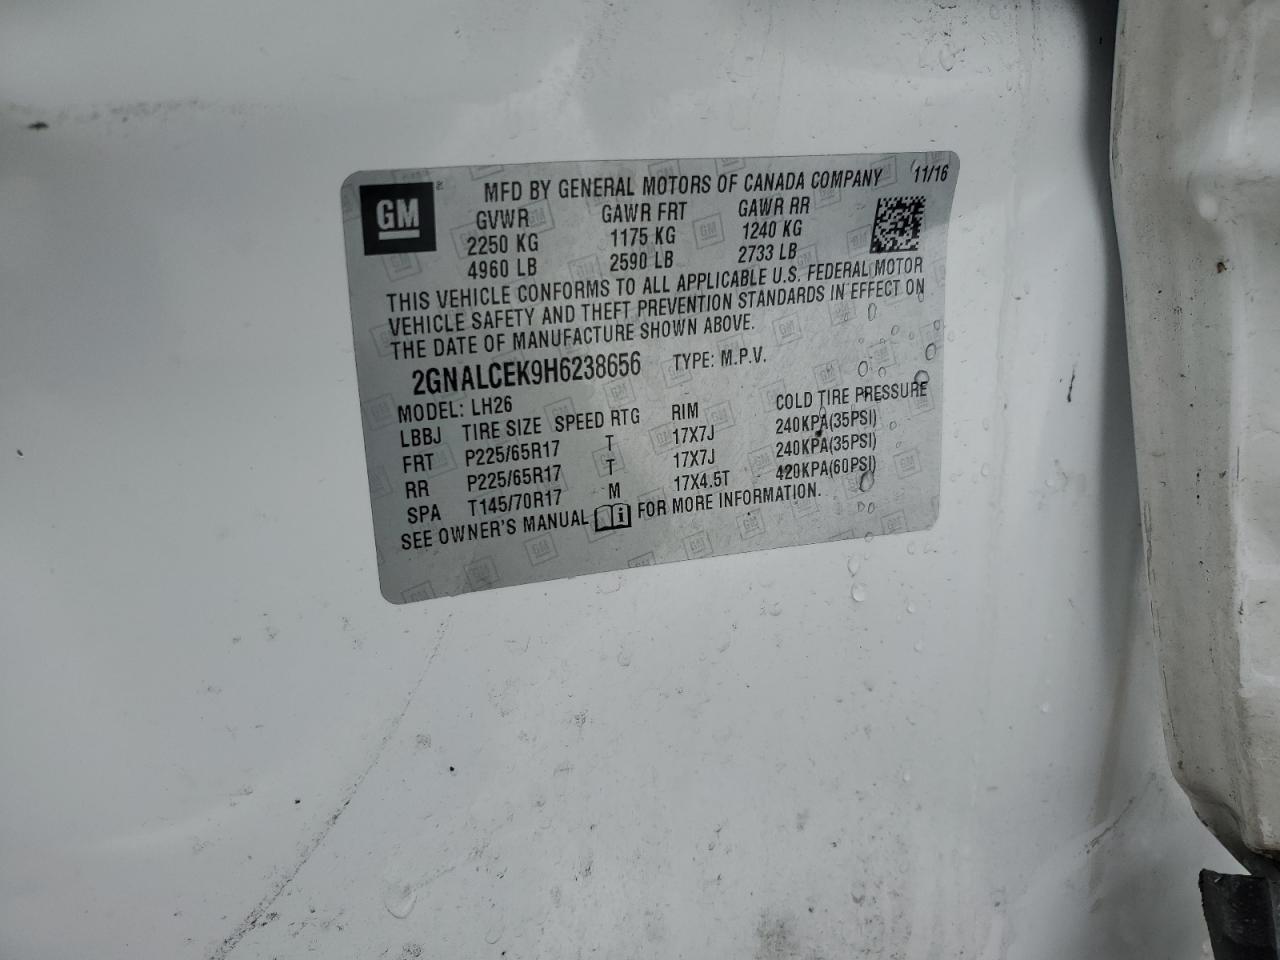 GM
MFD BY GENERAL MOTORS OF CANADA COMPANY 11/16
GVWR GAWR FRT GAWR RR
2250 KG 1175 KG 1240 KG
4960 LB 2590 LB 2733 LB
THIS VEHICLE CONFORMS TO ALL APPLICABLE U.S. FEDERAL MOTOR
VEHICLE SAFETY AND THEFT PREVENTION STANDARDS IN EFFECT ON
THE DATE OF MANUFACTURE SHOWN ABOVE.
2GNALCEK9H6238656 TYPE: M.P.V.
MODEL: LH26
LBBJ TIRE SIZE SPEED RTG RIM COLD TIRE PRESSURE
FRT P225/65R17 T 17X7J 240KPA(35PSI)
RR P225/65R17 T 17X7J 240KPA(35PSI)
SPA T145/70R17 M 17X4.5T 420KPA(60PSI)
SEE OWNER'S MANUAL FOR MORE INFORMATION.